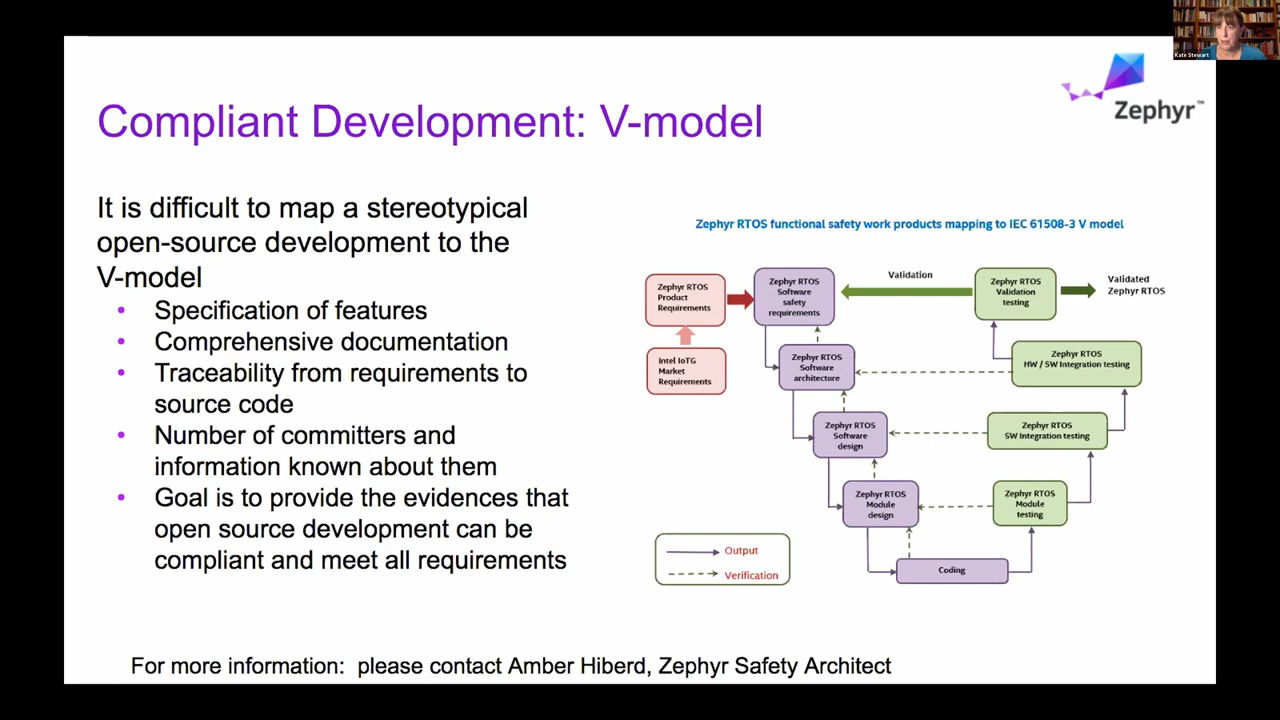 Kate Stewart
Zephyr™
Compliant Development: V-model
It is difficult to map a stereotypical
open-source development to the
V-model
• Specification of features
• Comprehensive documentation
• Traceability from requirements to
source code
• Number of committers and
information known about them
• Goal is to provide the evidences that
open source development can be
compliant and meet all requirements
Zephyr RTOS functional safety work products mapping to IEC 61508-3 V model
Zephyr RTOS
Product
Requirements
Intel IoTG
Market
Requirements
Zephyr RTOS
Software
safety
requirements
Validation
Zephyr RTOS
Validation
testing
Validated
Zephyr RTOS
Zephyr RTOS
Software
architecture
Zephyr RTOS
HW / SW Integration testing
Zephyr RTOS
Software
design
Zephyr RTOS
SW Integration testing
Zephyr RTOS
Module
design
Zephyr RTOS
Module
testing
Coding
Output
Verification
For more information: please contact Amber Hiberd, Zephyr Safety Architect